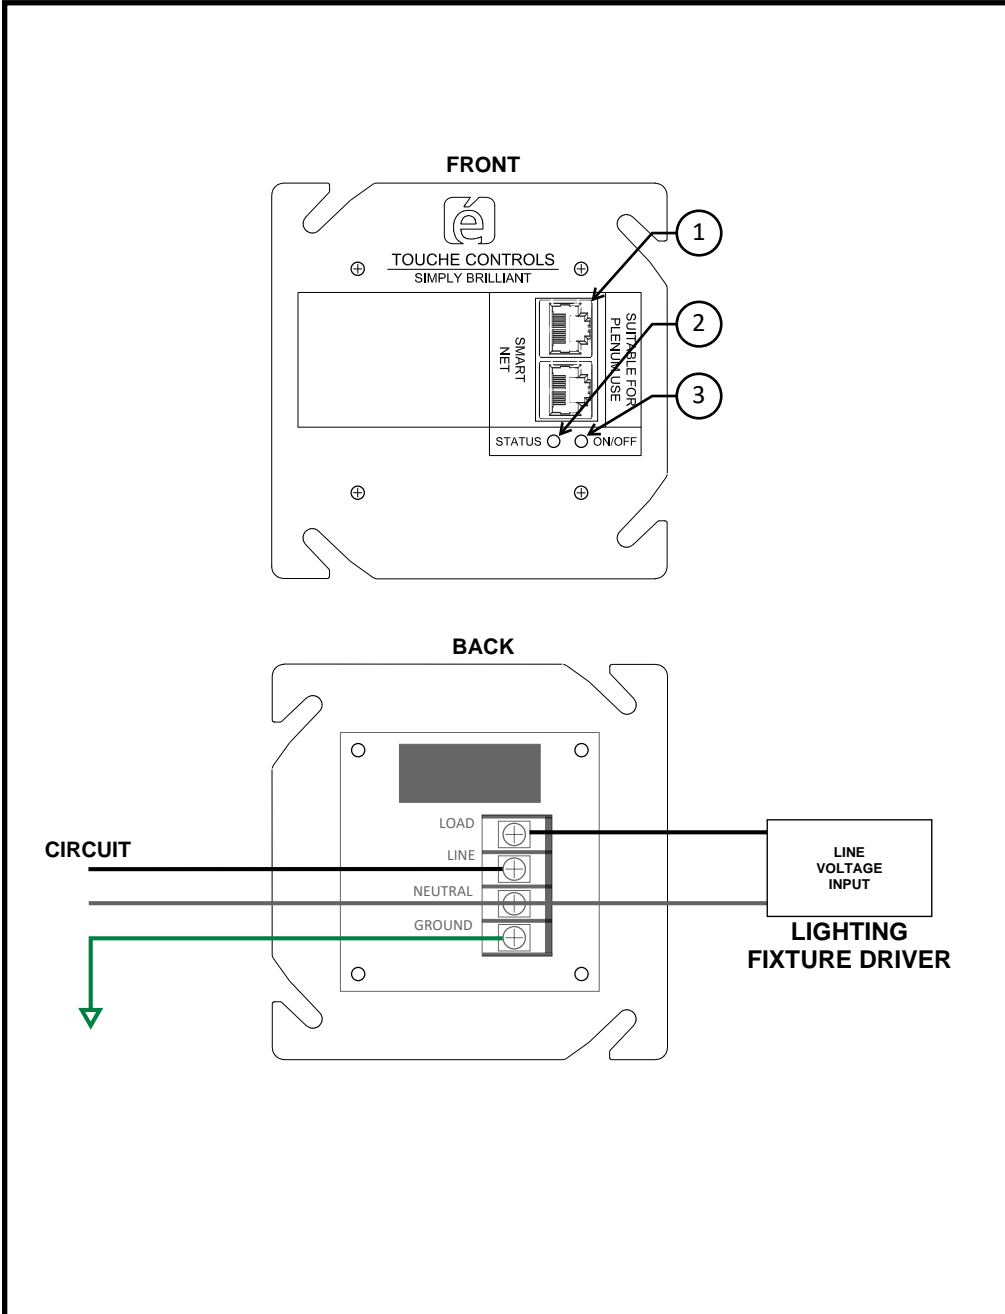 FRONT
é
TOUCHE CONTROLS
SIMPLY BRILLIANT
1
2
3
SMART
NET
SUITABLE FOR
PLENUM USE
STATUS
ON/OFF
BACK
LOAD
LINE
NEUTRAL
GROUND
CIRCUIT
LINE
VOLTAGE
INPUT
LIGHTING
FIXTURE DRIVER